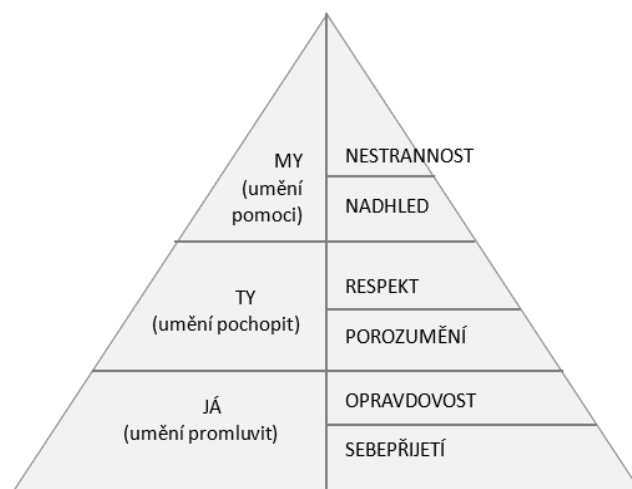 MY
(umění
pomoci)
NESTRANNOST
NADHLED
TY
(umění pochopit)
RESPEKT
POROZUMĚNÍ
JÁ
(umění promluvit)
OPRAVDOVOST
SEBEPŘIJETÍ